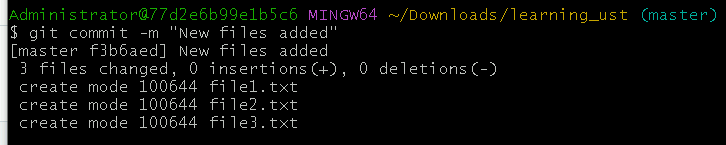 Administrator@77d2e6b99e1b5c6 MINGW64 ~/Downloads/learning_ust (master)
$ git commit -m "New files added"
[master f3b6aed] New files added
 3 files changed, 0 insertions(+), 0 deletions(-)
 create mode 100644 file1.txt
 create mode 100644 file2.txt
 create mode 100644 file3.txt